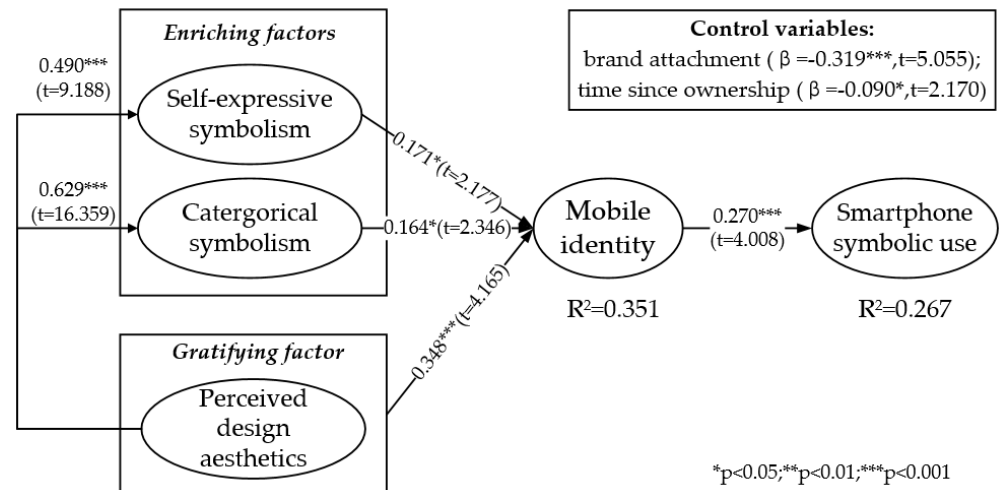 Enriching factors
Control variables:
brand attachment ( β =-0.319***,t=5.055);
time since ownership ( β =-0.090*,t=2.170)
0.490***
(t=9.188)
Self-expressive
symbolism
0.171*(t=2.177)
0.629***
(t=16.359)
Catergorical
symbolism
0.164*(t=2.346)
Mobile
identity
0.270***
(t=4.008)
Smartphone
symbolic use
R²=0.351
R²=0.267
0.348***(t=4.165)
Gratifying factor
Perceived
design
aesthetics
*p<0.05;**p<0.01;***p<0.001